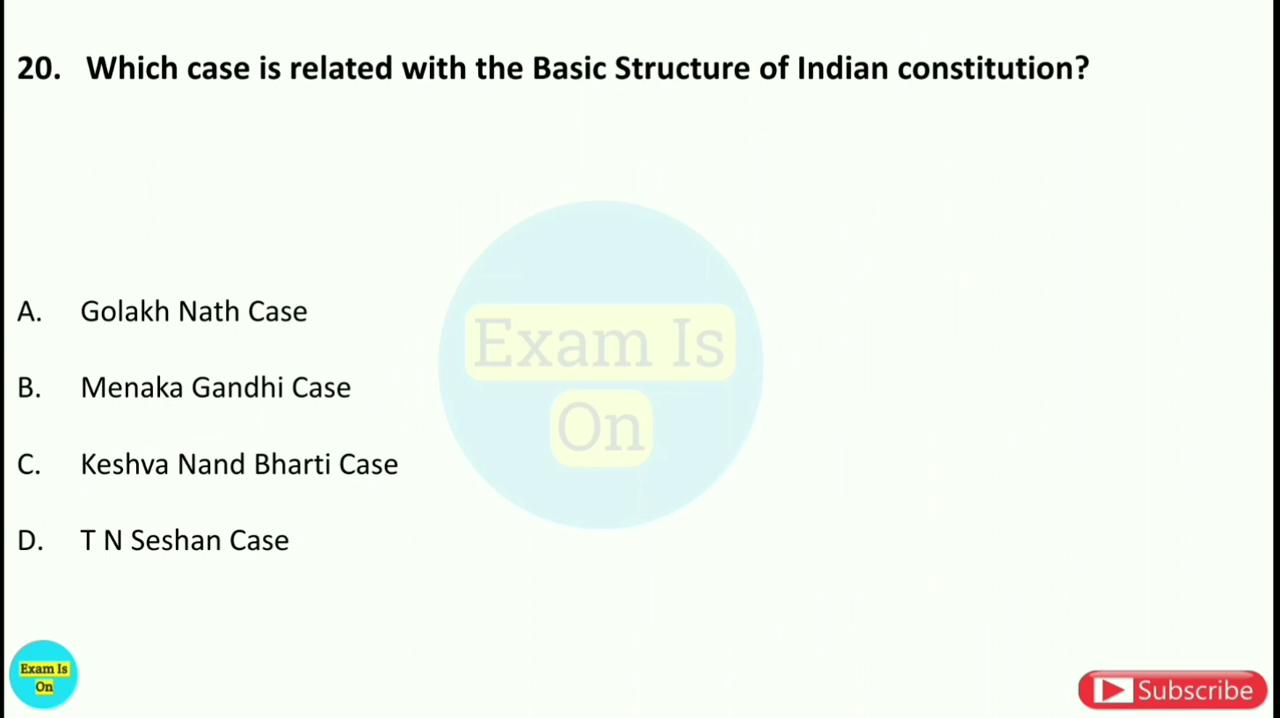 20. Which case is related with the Basic Structure of Indian constitution?
A. Golakh Nath Case
B. Menaka Gandhi Case
C. Keshva Nand Bharti Case
D. T N Seshan Case
Exam Is
On
Exam Is
On
Subscribe